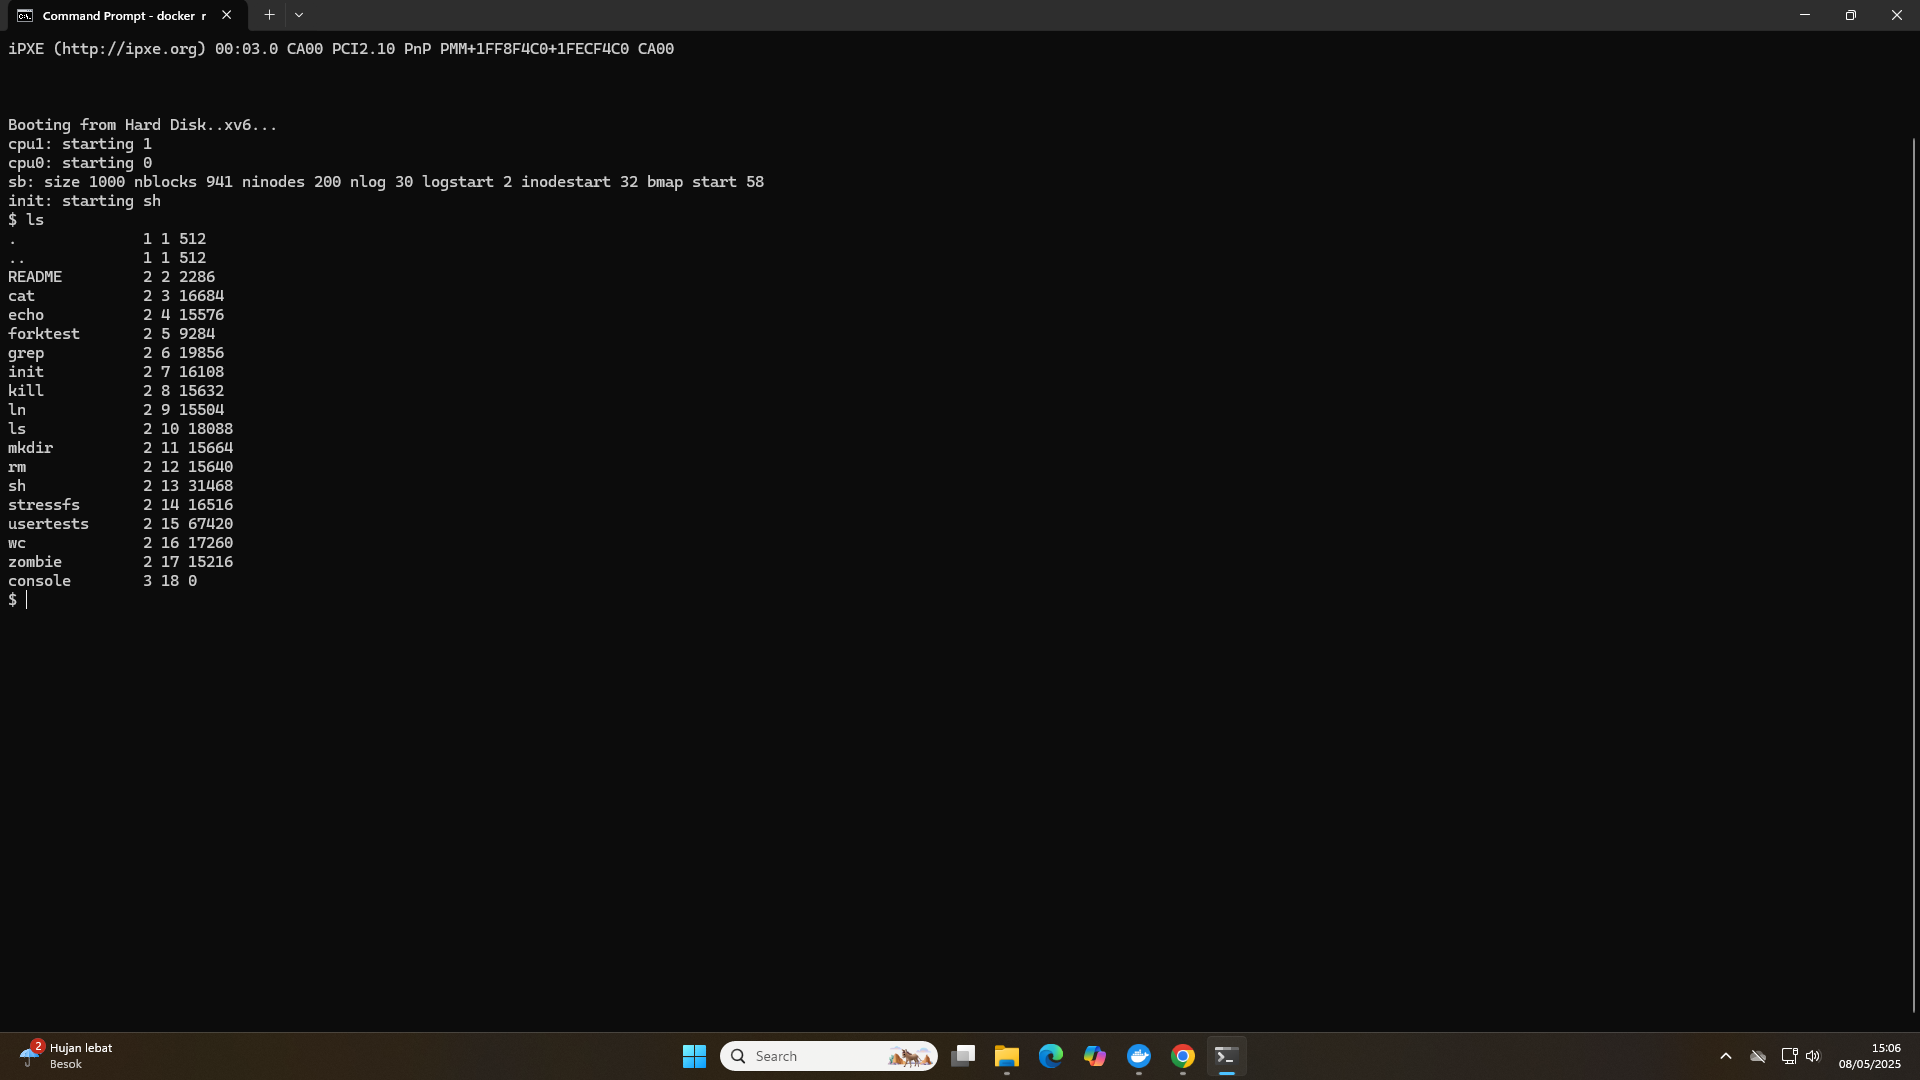 Command Prompt - docker r
iPXE (http://ipxe.org) 00:03.0 CA00 PCI2.10 PnP PMM+1FF8F4C0+1FECF4C0 CA00
Booting from Hard Disk..xv6...
cpu1: starting 1
cpu0: starting 0
sb: size 1000 nblocks 941 ninodes 200 nlog 30 logstart 2 inodestart 32 bmap start 58
init: starting sh
$ ls
.              1 1 512
..             1 1 512
README         2 2 2286
cat            2 3 16684
echo           2 4 15576
forktest       2 5 9284
grep           2 6 19856
init           2 7 16108
kill           2 8 15632
ln             2 9 15504
ls             2 10 18088
mkdir          2 11 15664
rm             2 12 15640
sh             2 13 31468
stressfs       2 14 16516
usertests      2 15 67420
wc             2 16 17260
zombie         2 17 15216
console        3 18 0
$
2
Hujan lebat
Besok
Search
15:06
08/05/2025